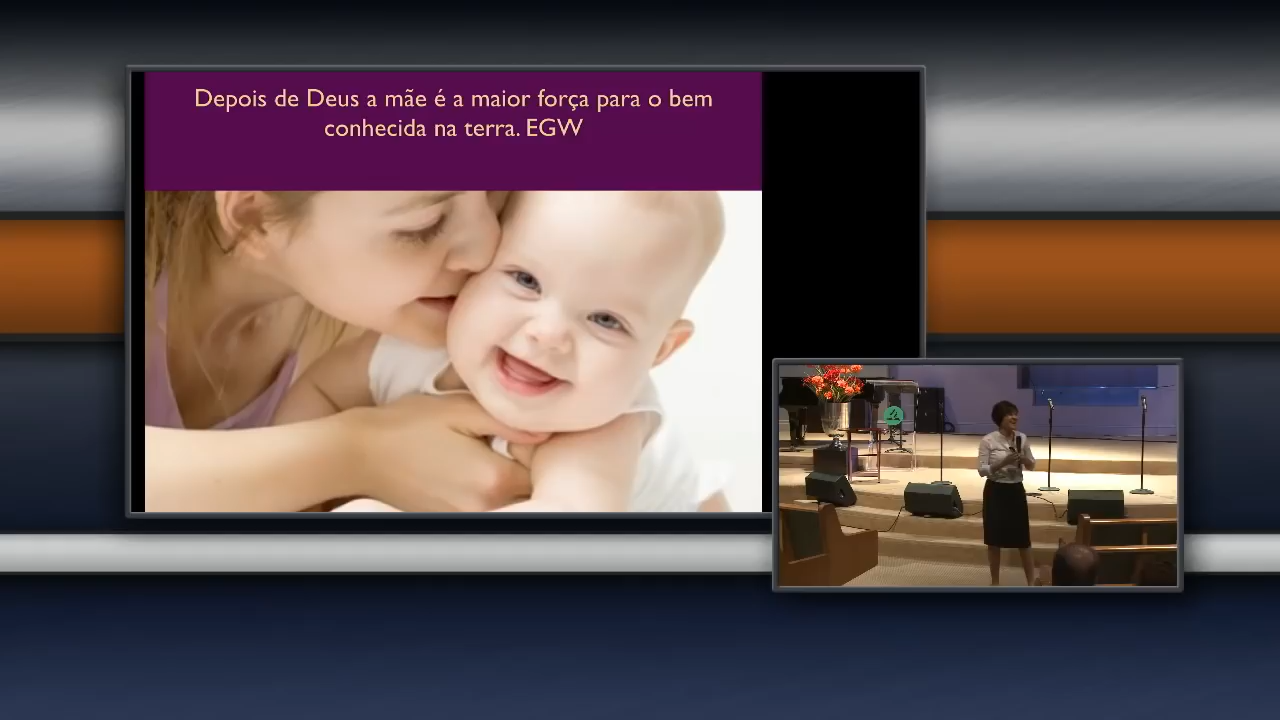 Depois de Deus a mãe é a maior força para o bem
conhecida na terra. EGW